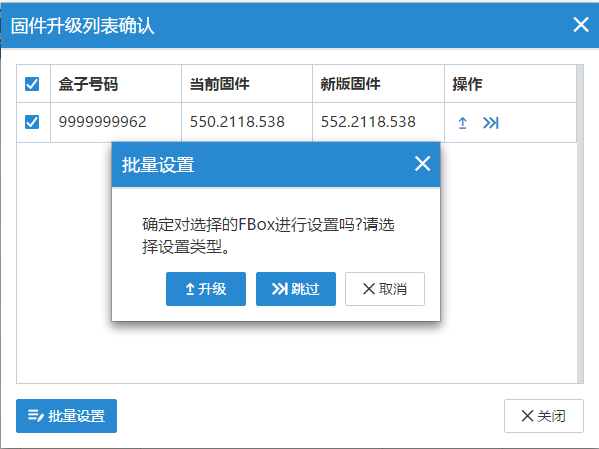 固件升级列表确认
盒子号码 当前固件 新版固件 操作
9999999962 550.2118.538 552.2118.538
批量设置
确定对选择的FBox进行设置吗?请选
择设置类型。
升级 跳过 取消
批量设置 关闭